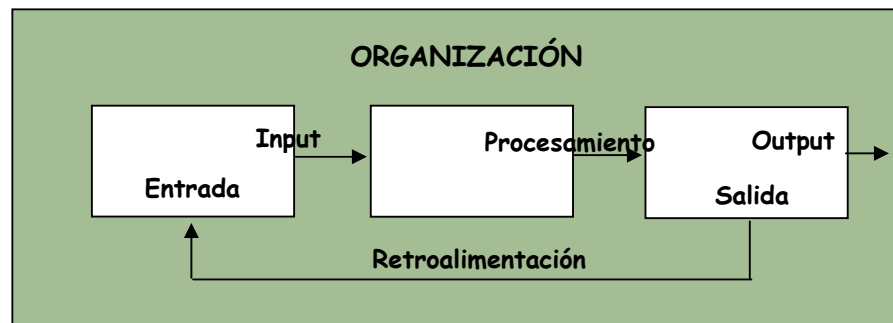 ORGANIZACIÓN
Input
Procesamiento
Output
Entrada
Salida
Retroalimentación